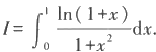 I = ∫₀¹ ln(1+x)/(1+x²) dx.